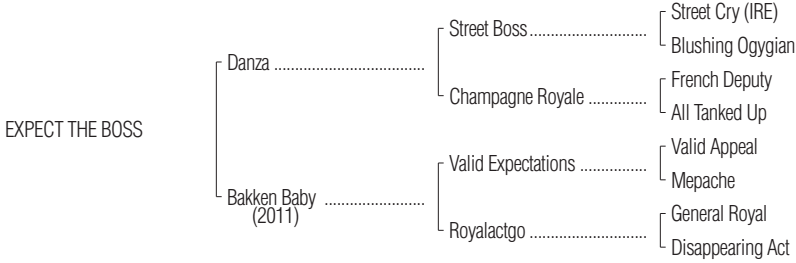 Street Cry (IRE)
Street Boss..............................
Blushing Ogygian
Danza ......................................
French Deputy
Champagne Royale ...............
All Tanked Up
EXPECT THE BOSS
Valid Appeal
Valid Expectations .................
Mepache
Bakken Baby .........................
(2011)
General Royal
Royalactgo ..............................
Disappearing Act